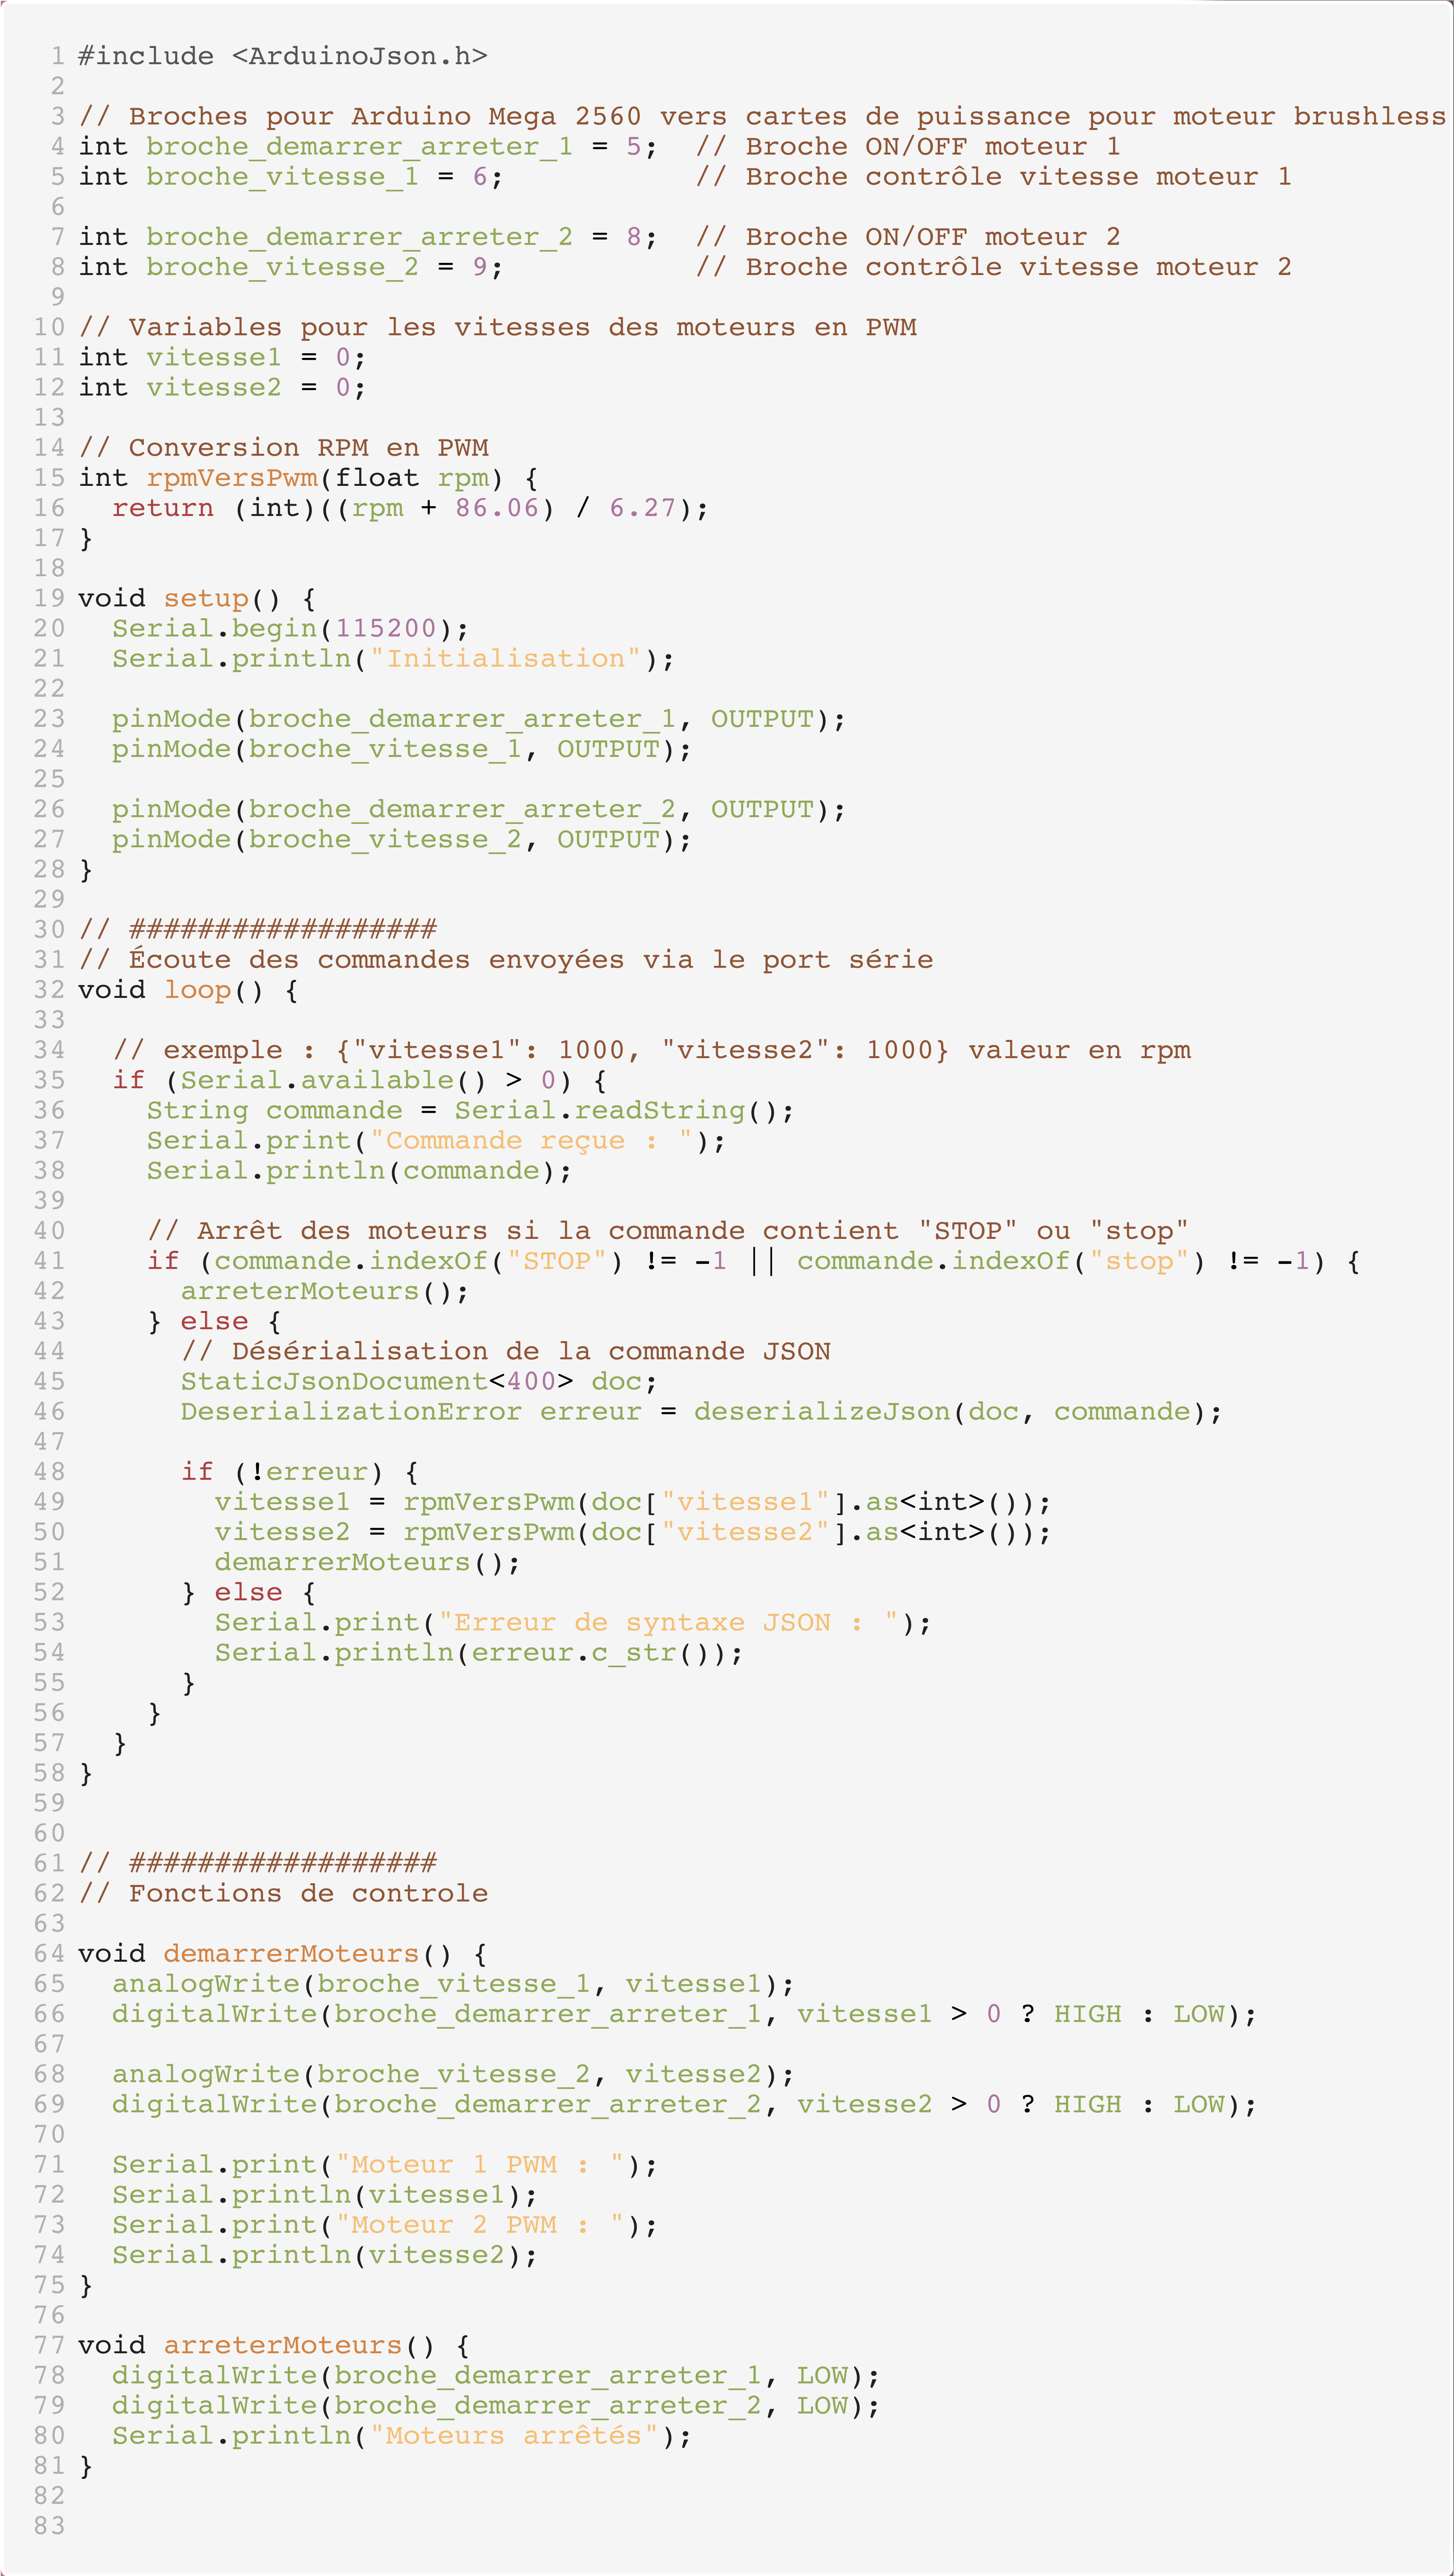 1 #include <ArduinoJson.h>
2
3 // Broches pour Arduino Mega 2560 vers cartes de puissance pour moteur brushless
4 int broche_demarrer_arreter_1 = 5;  // Broche ON/OFF moteur 1
5 int broche_vitesse_1 = 6;           // Broche contrôle vitesse moteur 1
6
7 int broche_demarrer_arreter_2 = 8;  // Broche ON/OFF moteur 2
8 int broche_vitesse_2 = 9;           // Broche contrôle vitesse moteur 2
9
10 // Variables pour les vitesses des moteurs en PWM
11 int vitesse1 = 0;
12 int vitesse2 = 0;
13
14 // Conversion RPM en PWM
15 int rpmVersPwm(float rpm) {
16   return (int)((rpm + 86.06) / 6.27);
17 }
18
19 void setup() {
20   Serial.begin(115200);
21   Serial.println("Initialisation");
22
23   pinMode(broche_demarrer_arreter_1, OUTPUT);
24   pinMode(broche_vitesse_1, OUTPUT);
25
26   pinMode(broche_demarrer_arreter_2, OUTPUT);
27   pinMode(broche_vitesse_2, OUTPUT);
28 }
29
30 // ##################
31 // Écoute des commandes envoyées via le port série
32 void loop() {
33
34   // exemple : {"vitesse1": 1000, "vitesse2": 1000} valeur en rpm
35   if (Serial.available() > 0) {
36     String commande = Serial.readString();
37     Serial.print("Commande reçue : ");
38     Serial.println(commande);
39
40     // Arrêt des moteurs si la commande contient "STOP" ou "stop"
41     if (commande.indexOf("STOP") != -1 || commande.indexOf("stop") != -1) {
42       arreterMoteurs();
43     } else {
44       // Désérialisation de la commande JSON
45       StaticJsonDocument<400> doc;
46       DeserializationError erreur = deserializeJson(doc, commande);
47
48       if (!erreur) {
49         vitesse1 = rpmVersPwm(doc["vitesse1"].as<int>());
50         vitesse2 = rpmVersPwm(doc["vitesse2"].as<int>());
51         demarrerMoteurs();
52       } else {
53         Serial.print("Erreur de syntaxe JSON : ");
54         Serial.println(erreur.c_str());
55       }
56     }
57   }
58 }
59
60
61 // ##################
62 // Fonctions de controle
63
64 void demarrerMoteurs() {
65   analogWrite(broche_vitesse_1, vitesse1);
66   digitalWrite(broche_demarrer_arreter_1, vitesse1 > 0 ? HIGH : LOW);
67
68   analogWrite(broche_vitesse_2, vitesse2);
69   digitalWrite(broche_demarrer_arreter_2, vitesse2 > 0 ? HIGH : LOW);
70
71   Serial.print("Moteur 1 PWM : ");
72   Serial.println(vitesse1);
73   Serial.print("Moteur 2 PWM : ");
74   Serial.println(vitesse2);
75 }
76
77 void arreterMoteurs() {
78   digitalWrite(broche_demarrer_arreter_1, LOW);
79   digitalWrite(broche_demarrer_arreter_2, LOW);
80   Serial.println("Moteurs arrêtés");
81 }
82
83